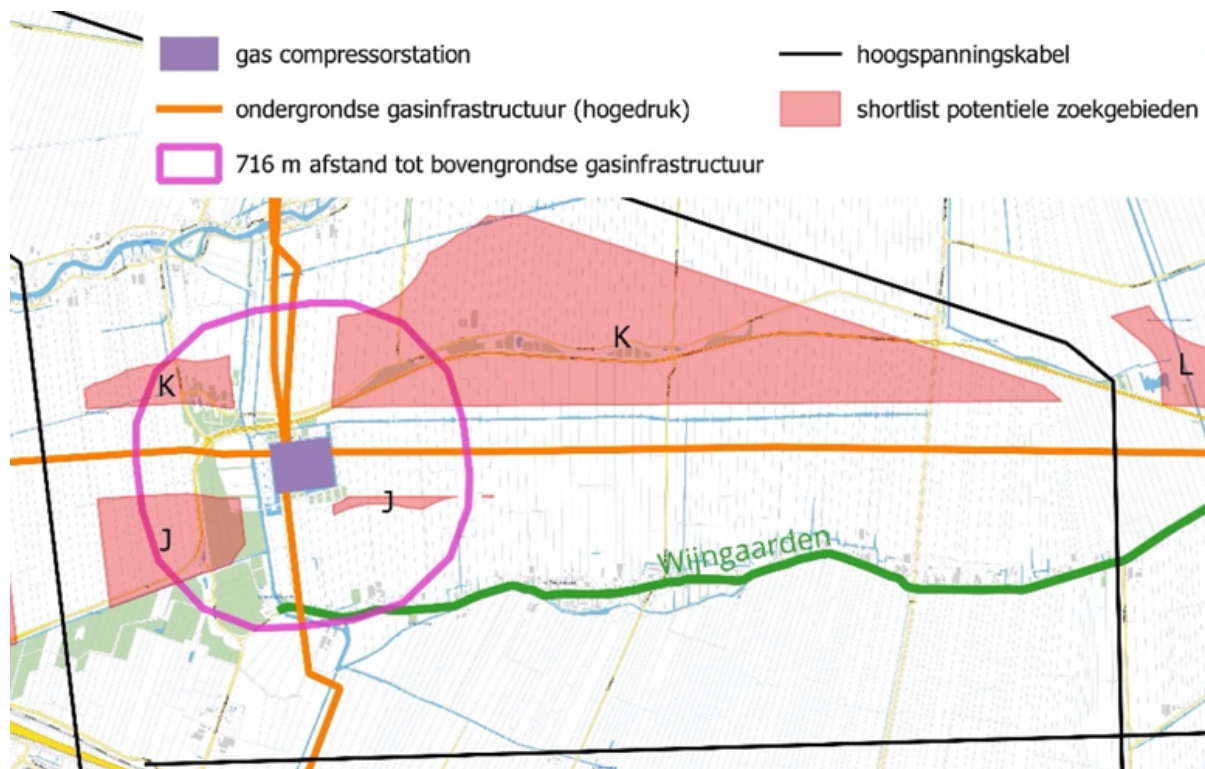 gas compressorstation
hoogspanningskabel
ondergrondse gasinfrastructuur (hogedruk)
shortlist potentiele zoekgebieden
716 m afstand tot bovengrondse gasinfrastructuur
K
K
L
J
J
Wijngaarden